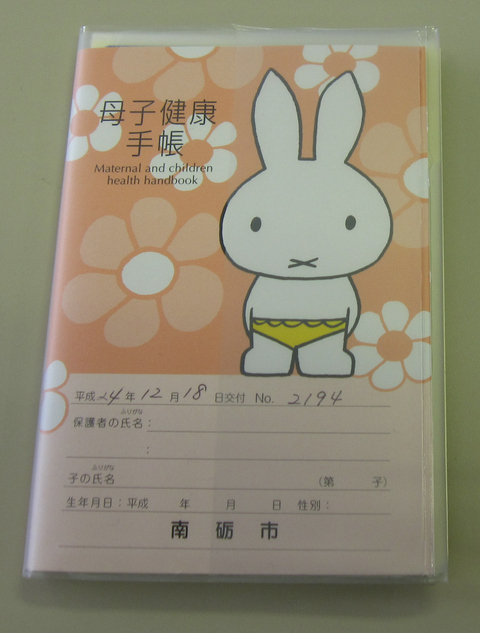 母子健康
手帳
Maternal and children
health handbook
平成24年12月18日交付 No. 2194
ふりがな
保護者の氏名:
:
ふりがな
子の氏名 (第 子)
生年月日:平成 年 月 日 性別:
南砺市